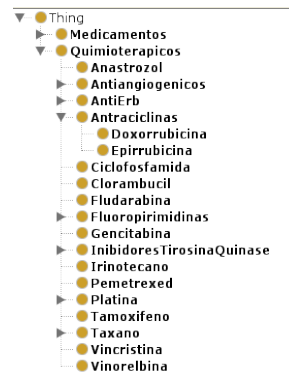 Thing
Medicamentos
Quimioterapicos
Anastrozol
Antiangiogenicos
AntiErb
Antraciclinas
Doxorrubicina
Epirrubicina
Ciclofosfamida
Clorambucil
Fludarabina
Fluoropirimidinas
Gencitabina
InibidoresTirosinaQuinase
Irinotecano
Pemetrexed
Platina
Tamoxifeno
Taxano
Vincristina
Vinorelbina